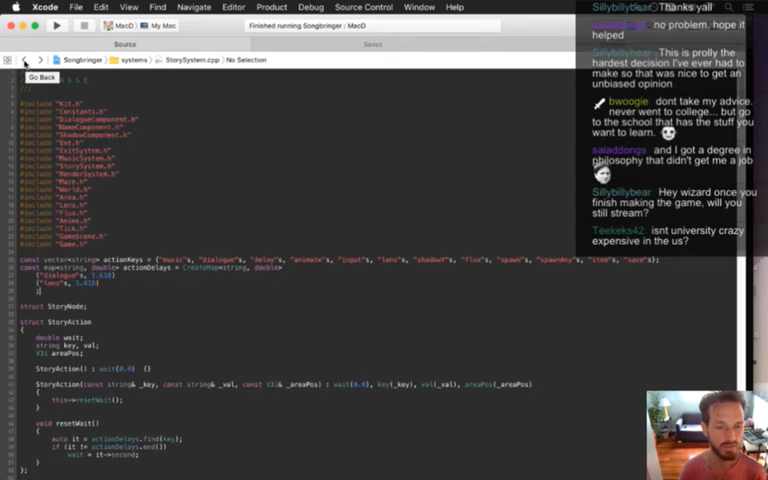 Xcode File Edit View Find Navigate Editor Product Debug Source Control Window Help
MacD My Mac
Finished running Songbringer : MacD
Source
Saves
Songbringer systems StorySystem.cpp No Selection
Go Back
#include "Kit.h"
#include "Constants.h"
#include "DialogueComponent.h"
#include "NameComponent.h"
#include "ShadowComponent.h"
#include "Ent.h"
#include "ExitSystem.h"
#include "MusicSystem.h"
#include "StorySystem.h"
#include "RenderSystem.h"
#include "Maze.h"
#include "World.h"
#include "Area.h"
#include "Lens.h"
#include "Flux.h"
#include "Anims.h"
#include "Tick.h"
#include "GameScene.h"
#include "Game.h"
const vector<string> actionKeys = {"music"s, "dialogue"s, "delay"s, "animate"s, "input"s, "lens"s, "shadowY"s, "flux"s, "spawn"s, "spawnAny"s, "item"s, "save"s};
const map<string, double> actionDelays = CreateMap<string, double>
("dialogue"s, 1.618)
("lens"s, 1.618)
;
struct StoryNode;
struct StoryAction
{
double wait;
string key, val;
V3i areaPos;
StoryAction() : wait(0.0) {}
StoryAction(const string& _key, const string& _val, const V3i& _areaPos) : wait(0.0), key(_key), val(_val), areaPos(_areaPos)
{
this->resetWait();
}
void resetWait()
{
auto it = actionDelays.find(key);
if (it != actionDelays.end())
wait = it->second;
}
};
Sillybillybear Thanks yall
no problem, hope it
helped
Sillybillybear This is prolly the
hardest decision I've ever had to
make so that was nice to get an
unbiased opinion
bwoogie dont take my advice.
never went to college... but go
to the school that has the stuff you
want to learn.
saladdongs and I got a degree in
philosophy that didn't get me a job
Sillybillybear Hey wizard once you
finish making the game, will you
still stream?
Teekeks42 isnt university crazy
expensive in the us?